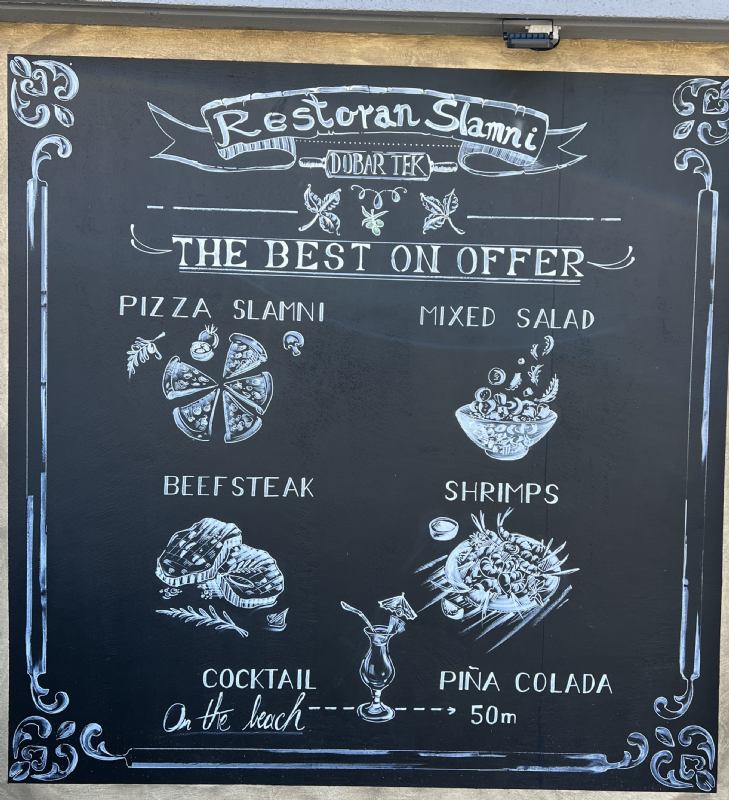 Restoran Slamni
DOBAR TEK
THE BEST ON OFFER
PIZZA SLAMNI
MIXED SALAD
BEEFSTEAK
SHRIMPS
COCKTAIL
PIÑA COLADA
On the beach
50m